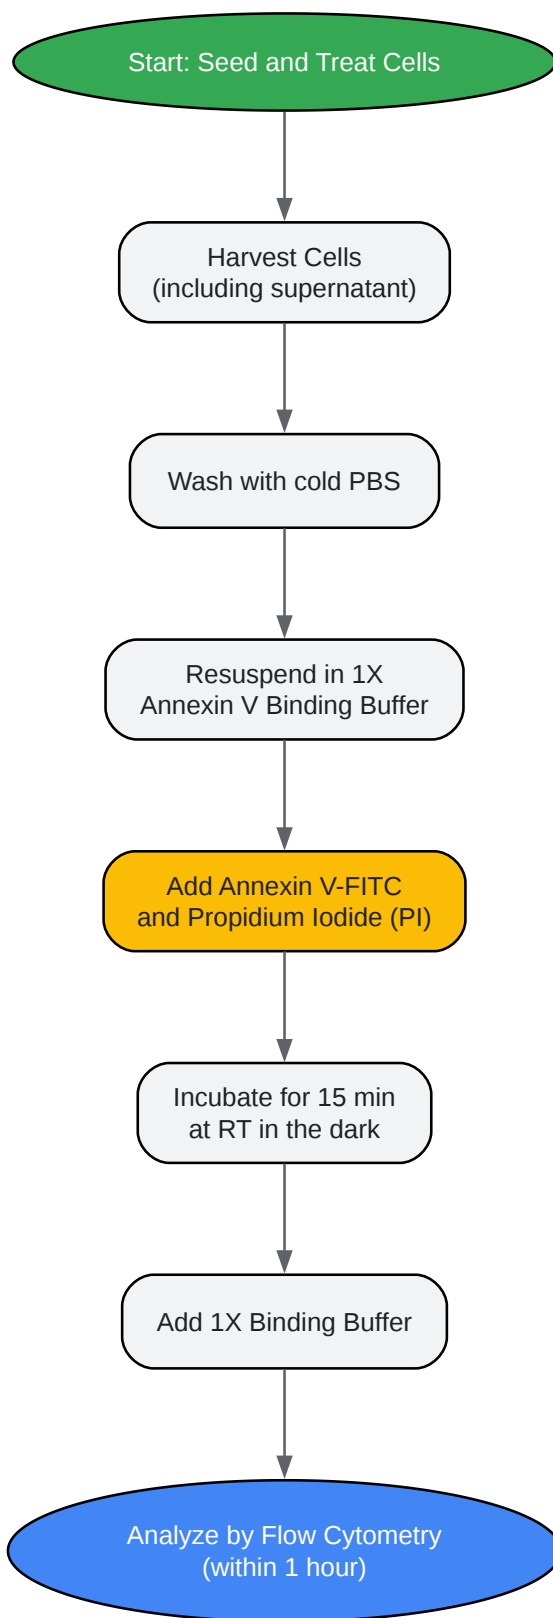 Start: Seed and Treat Cells
Harvest Cells
(including supernatant)
Wash with cold PBS
Resuspend in 1X
Annexin V Binding Buffer
Add Annexin V-FITC
and Propidium Iodide (PI)
Incubate for 15 min
at RT in the dark
Add 1X Binding Buffer
Analyze by Flow Cytometry
(within 1 hour)